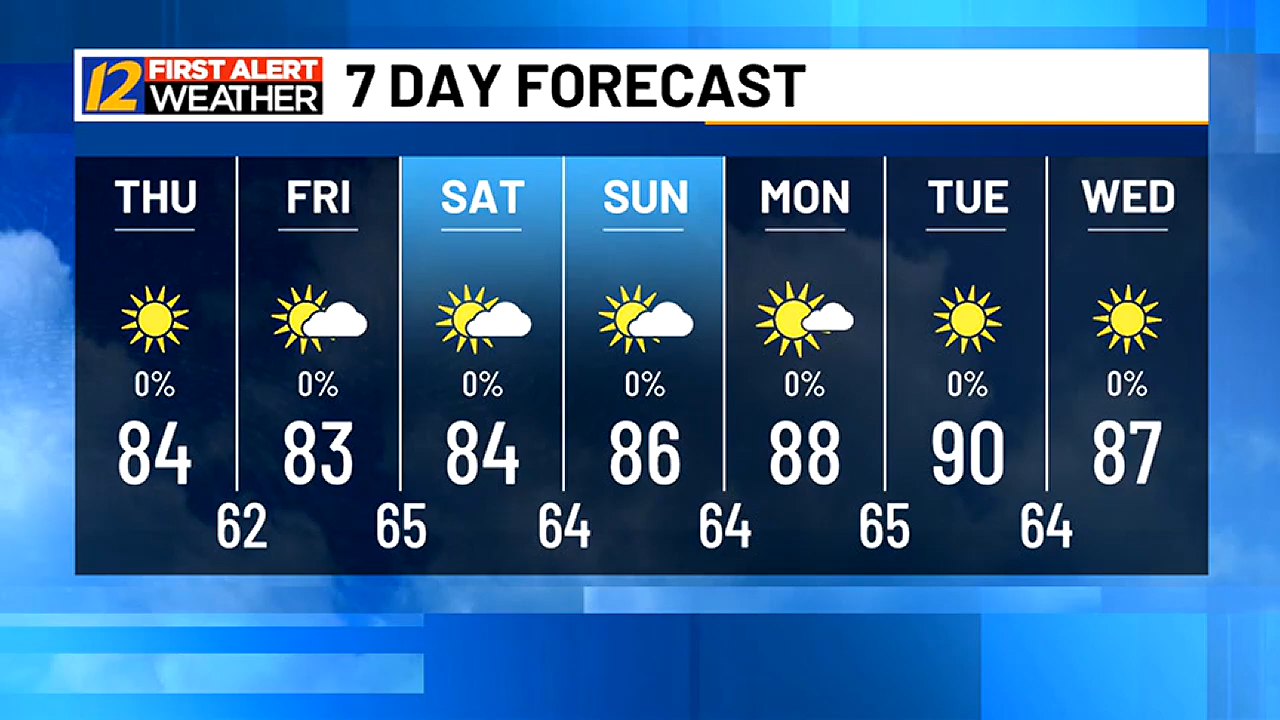 12 FIRST ALERT WEATHER 7 DAY FORECAST
THU FRI SAT SUN MON TUE WED
0% 0% 0% 0% 0% 0% 0%
84 83 84 86 88 90 87
62 65 64 64 65 64